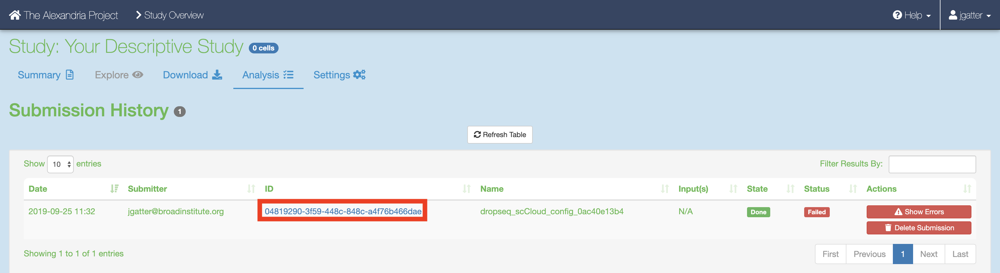 The Alexandria Project Study Overview Help jgatter
Study: Your Descriptive Study 0 cells
Summary Explore Download Analysis Settings
Submission History 1
Refresh Table
Show 10 entries Filter Results By:
Date Submitter ID Name Input(s) State Status Actions
2019-09-25 11:32 jgatter@broadinstitute.org 04819290-3f59-448c-848c-a4f76b466dae dropseq_scCloud_config_0ac40e13b4 N/A Done Failed Show Errors
Delete Submission
Showing 1 to 1 of 1 entries First Previous 1 Next Last